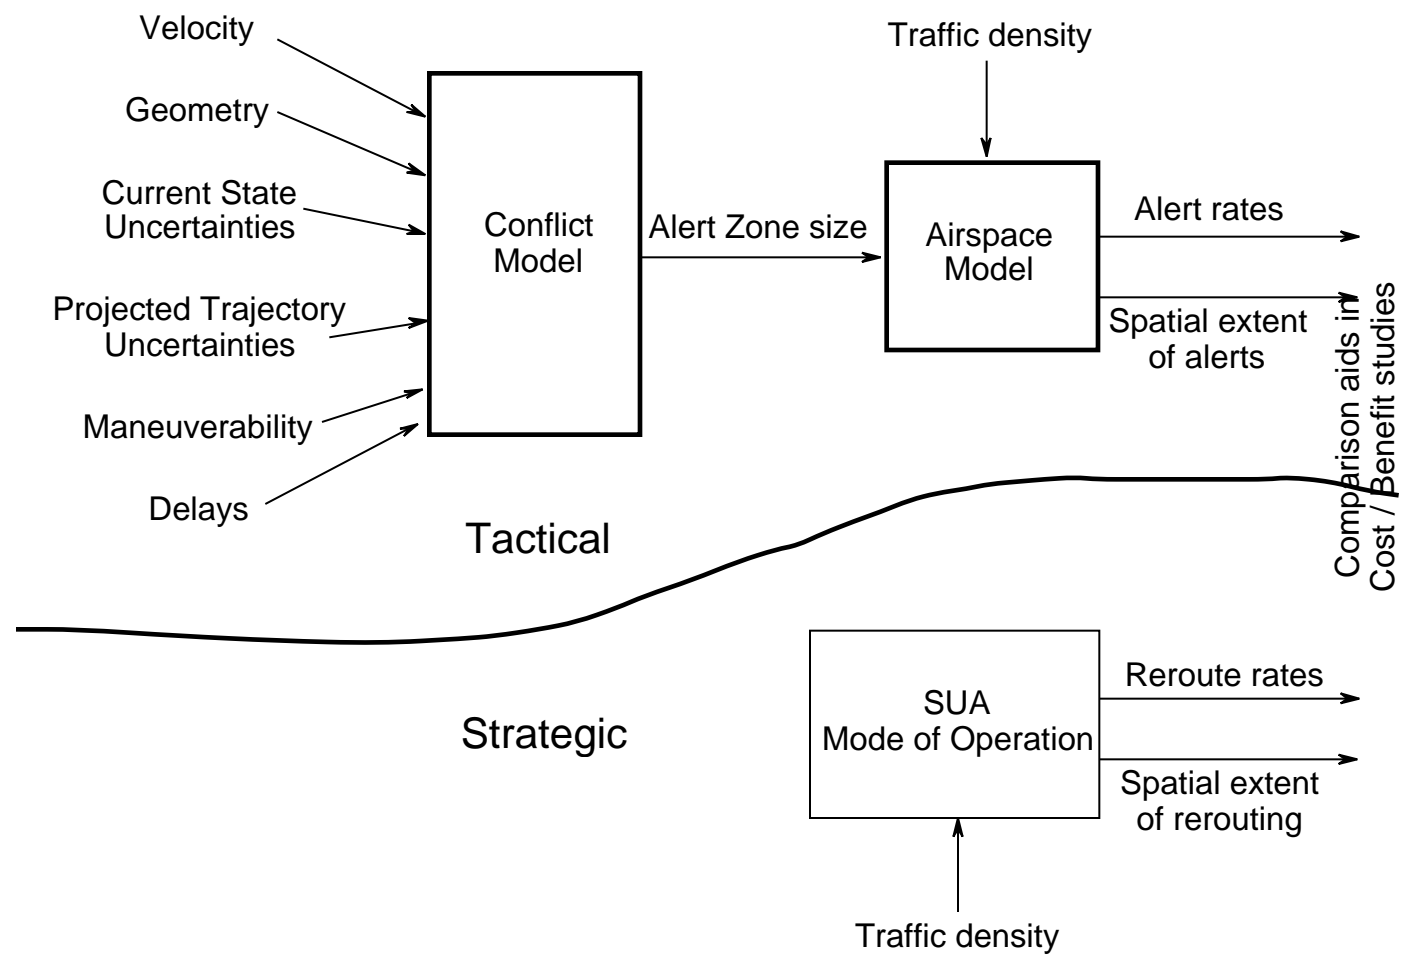 Velocity
Geometry
Current State
Uncertainties
Projected Trajectory
Uncertainties
Maneuverability
Delays
Conflict
Model
Alert Zone size
Traffic density
Airspace
Model
Alert rates
Spatial extent
of alerts
Comparison aids in
Cost / Benefit studies
Tactical
Strategic
SUA
Mode of Operation
Reroute rates
Spatial extent
of rerouting
Traffic density